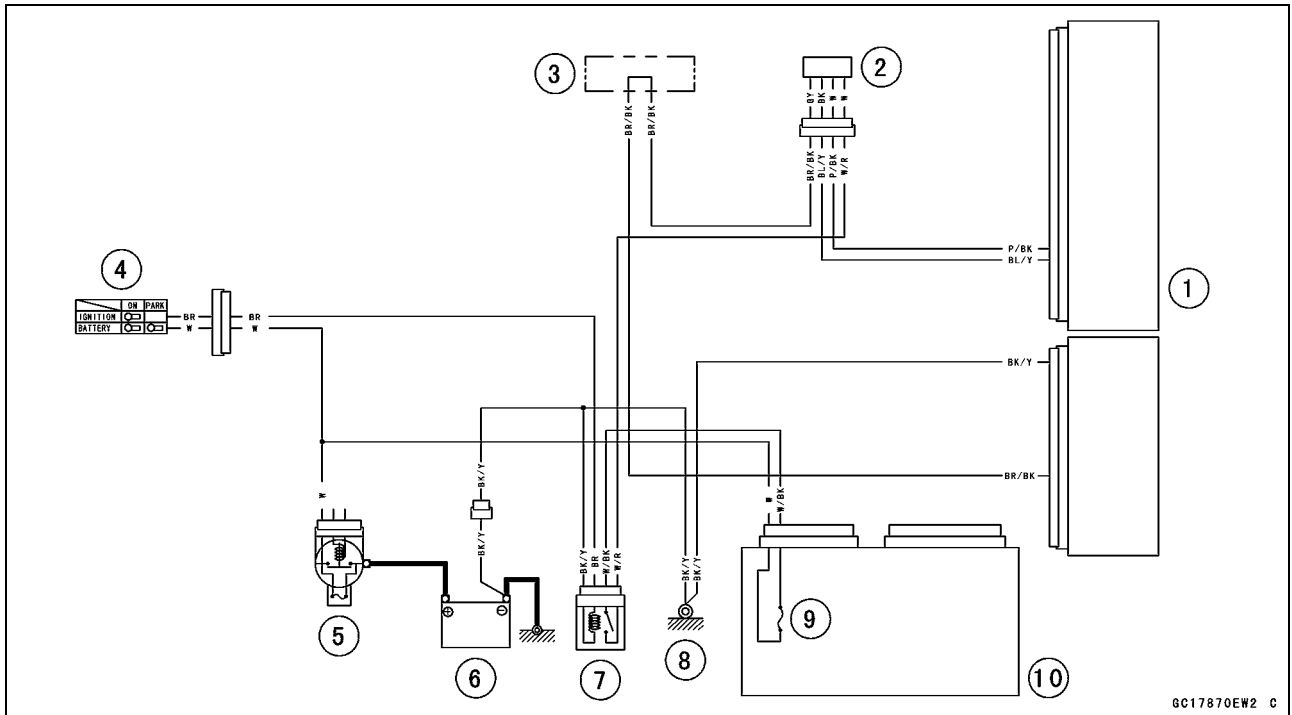 3
2
BR/BK
BR/BK
GY
BK
W
W
BR/BK
BL/Y
P/BK
W/R
P/BK
BL/Y
1
4
ON PARK
IGNITION
BATTERY
BR
W
BR
W
BK/Y
BR/BK
W
BK/Y
BK/Y
W
W/BK
BK/Y
BR
W/BK
W/R
BK/Y
BK/Y
5
6
7
8
9
10
GC17870EW2 C